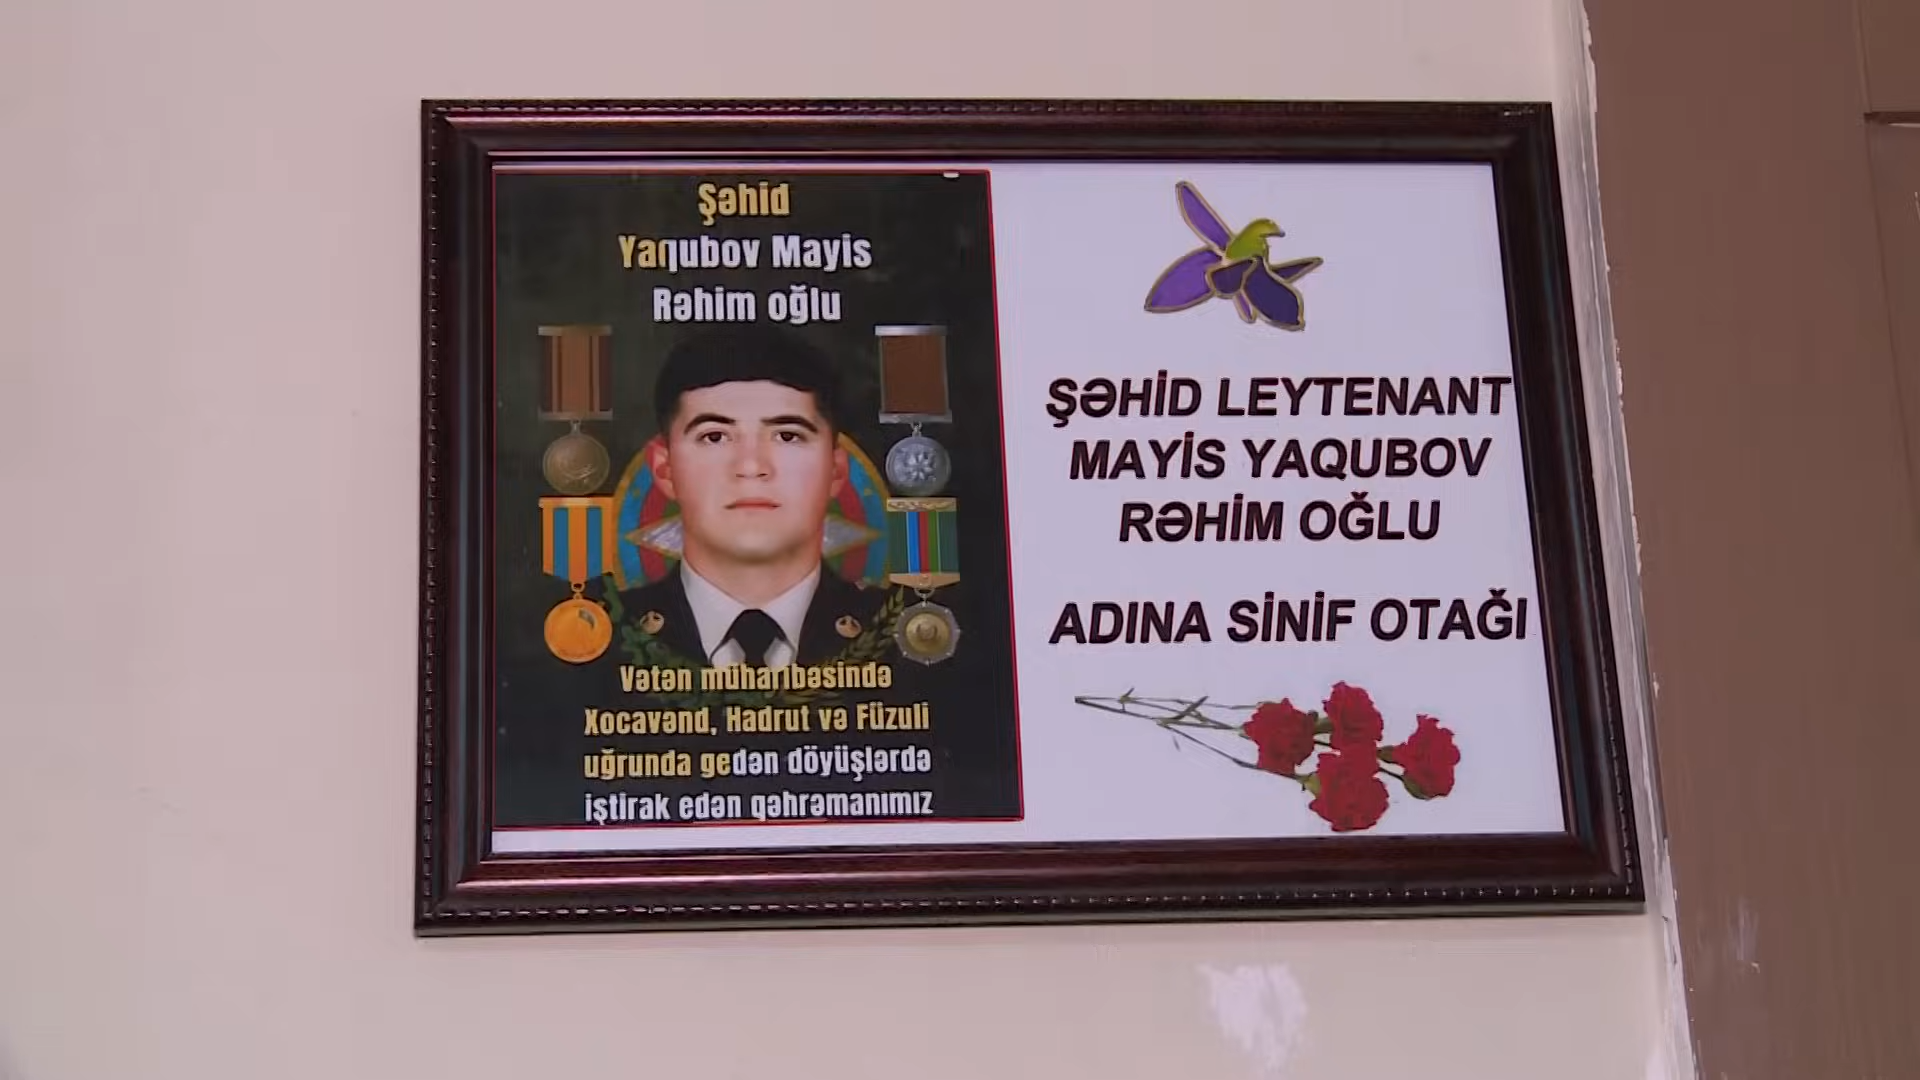 Şəhid
Yaqubov Mayis
Rəhim oğlu
Vətən müharibəsində
Xocavənd, Hadrut və Füzuli
uğrunda gedən döyüşlərdə
iştirak edən qəhrəmanımız
ŞƏHİD LEYTENANT
MAYİS YAQUBOV
RƏHİM OĞLU
ADINA SİNİF OTAĞI